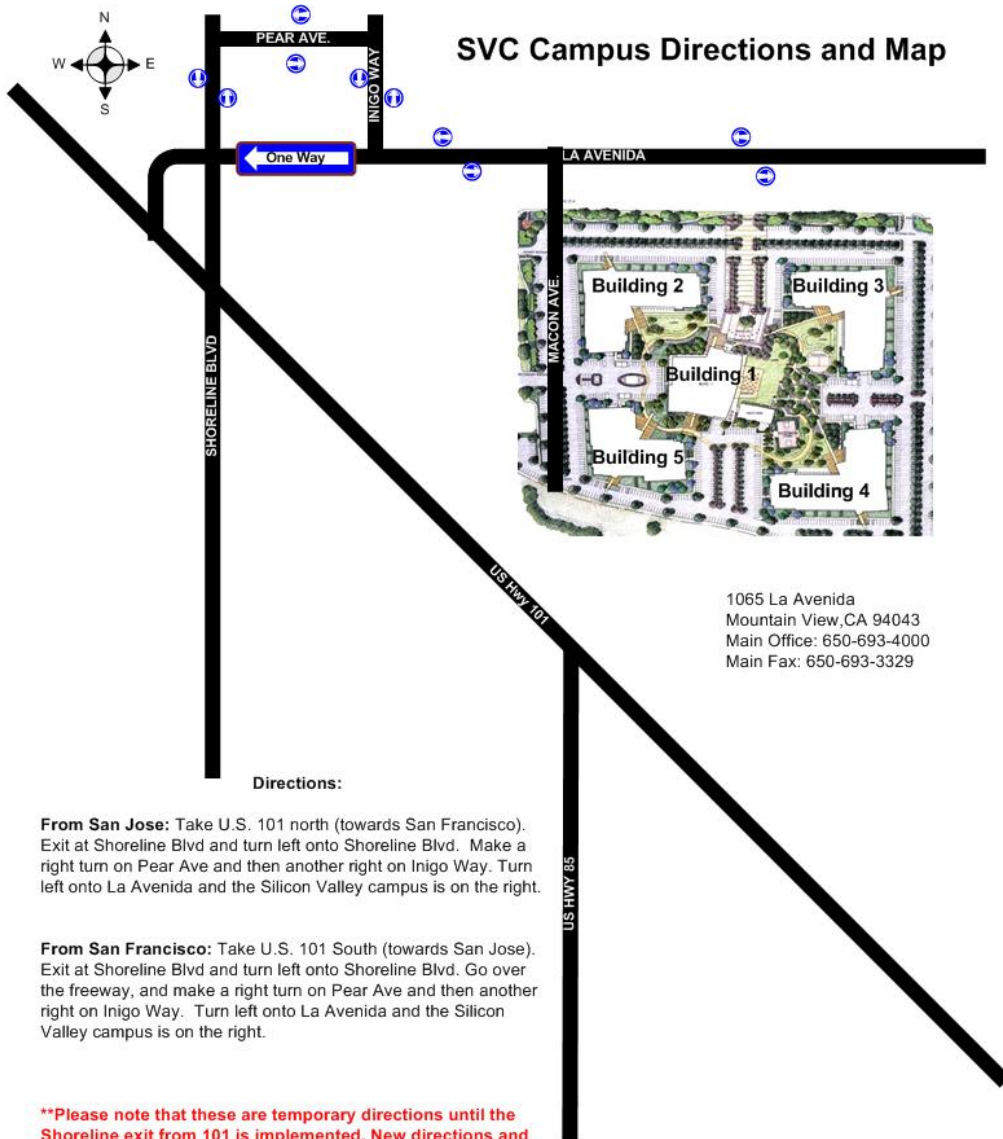 N
W E
S
SVC Campus Directions and Map
PEAR AVE.
INIGO WAY
One Way
LA AVENIDA
MACON AVE.
SHORELINE BLVD
Building 2
Building 3
Building 1
Building 5
Building 4
US Hwy 101
US HWY 85
1065 La Avenida
Mountain View,CA 94043
Main Office: 650-693-4000
Main Fax: 650-693-3329
Directions:
From San Jose: Take U.S. 101 north (towards San Francisco).
Exit at Shoreline Blvd and turn left onto Shoreline Blvd. Make a
right turn on Pear Ave and then another right on Inigo Way. Turn
left onto La Avenida and the Silicon Valley campus is on the right.
From San Francisco: Take U.S. 101 South (towards San Jose).
Exit at Shoreline Blvd and turn left onto Shoreline Blvd. Go over
the freeway, and make a right turn on Pear Ave and then another
right on Inigo Way. Turn left onto La Avenida and the Silicon
Valley campus is on the right.
**Please note that these are temporary directions until the
Shoreline exit from 101 is implemented. New directions and